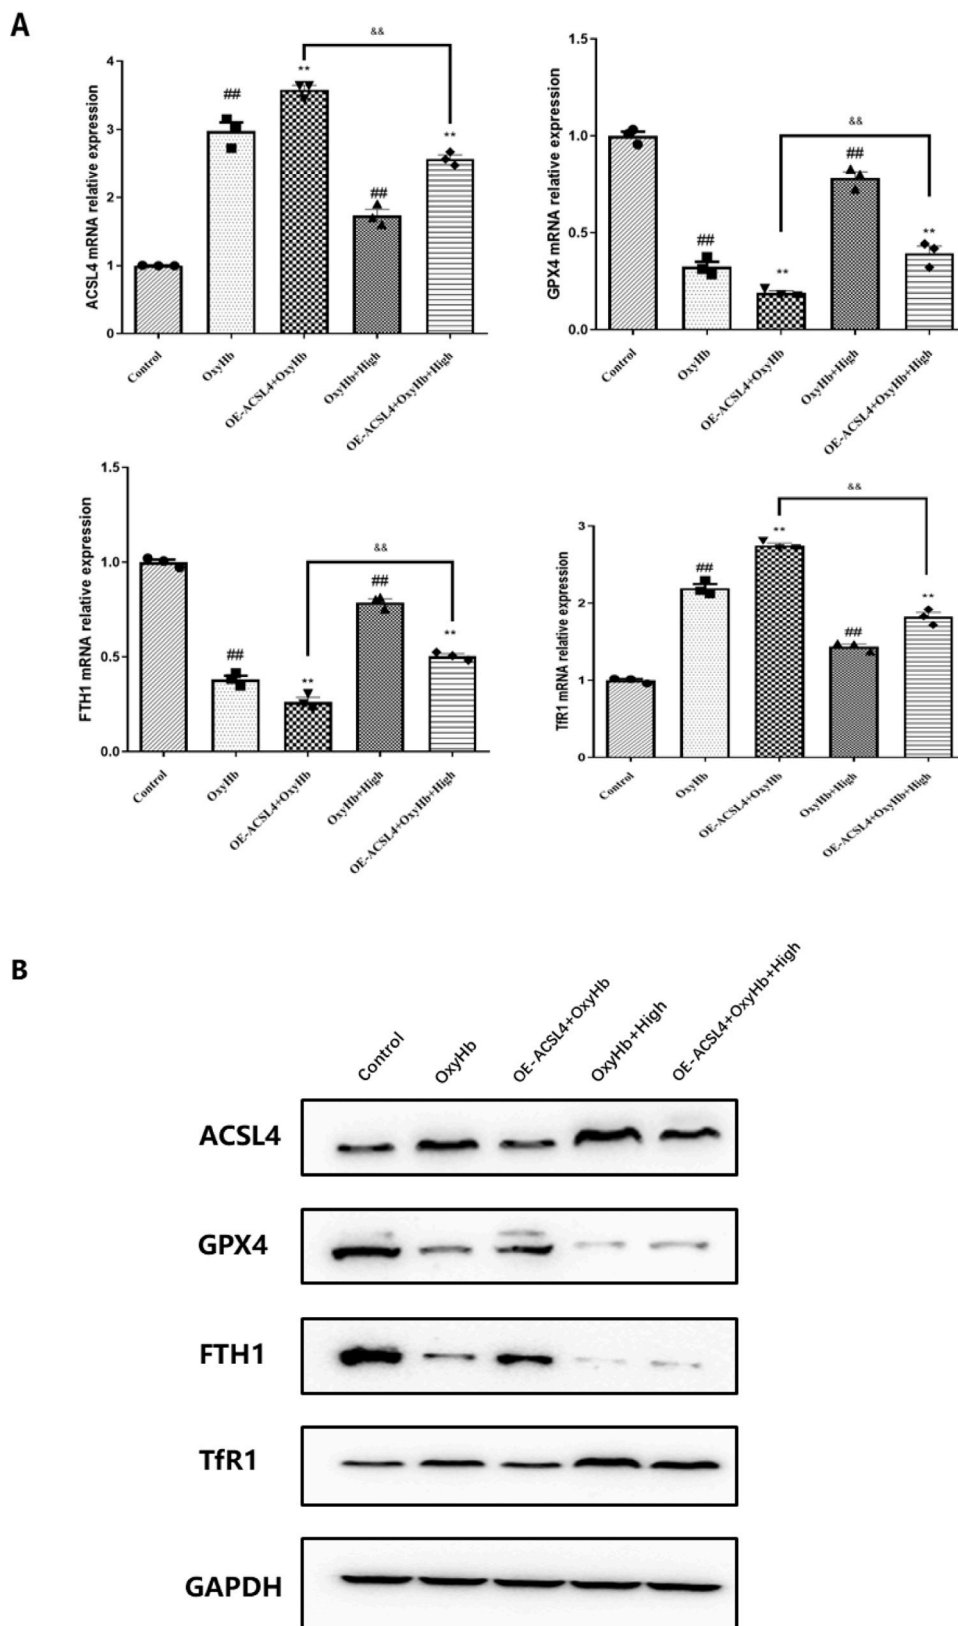 A
ACSL4 mRNA relative expression
4
3
2
1
0
##
**
&&
##
**
Control
OxyHb
OE-ACSL4+OxyHb
OxyHb+High
OE-ACSL4+OxyHb+High
GPX4 mRNA relative expression
1.5
1.0
0.5
0.0
##
**
&&
##
**
Control
OxyHb
OE-ACSL4+OxyHb
OxyHb+High
OE-ACSL4+OxyHb+High
FTH1 mRNA relative expression
1.5
1.0
0.5
0.0
##
**
&&
##
**
Control
OxyHb
OE-ACSL4+OxyHb
OxyHb+High
OE-ACSL4+OxyHb+High
TfR1 mRNA relative expression
3
2
1
0
##
**
&&
##
**
Control
OxyHb
OE-ACSL4+OxyHb
OxyHb+High
OE-ACSL4+OxyHb+High
B
Control
OxyHb
OE-ACSL4+OxyHb
OxyHb+High
OE-ACSL4+OxyHb+High
ACSL4
GPX4
FTH1
TfR1
GAPDH